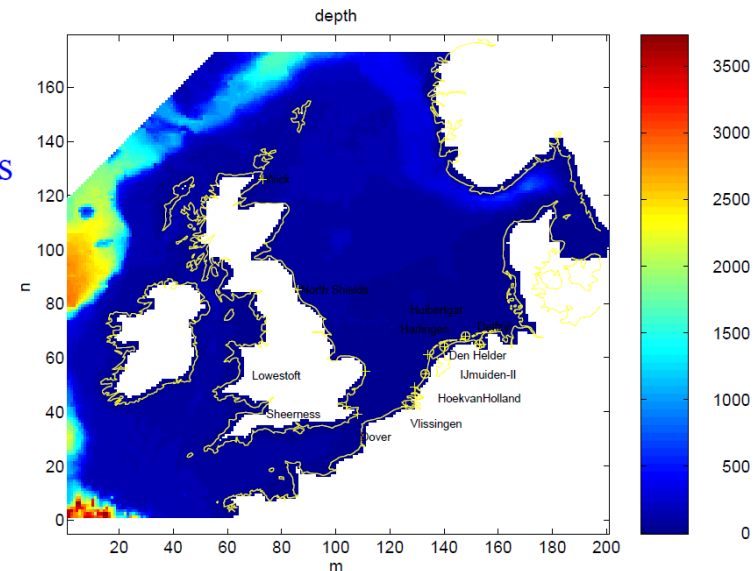 depth
S
160
140
120
100
80
60
40
20
0
n
Wick
North Shields
Huibertgat
Harlingen
Delfzijl
Den Helder
Lowestoft
IJmuiden-II
HoekvanHolland
Sheerness
Vlissingen
Dover
20 40 60 80 100 120 140 160 180 200
m
3500
3000
2500
2000
1500
1000
500
0